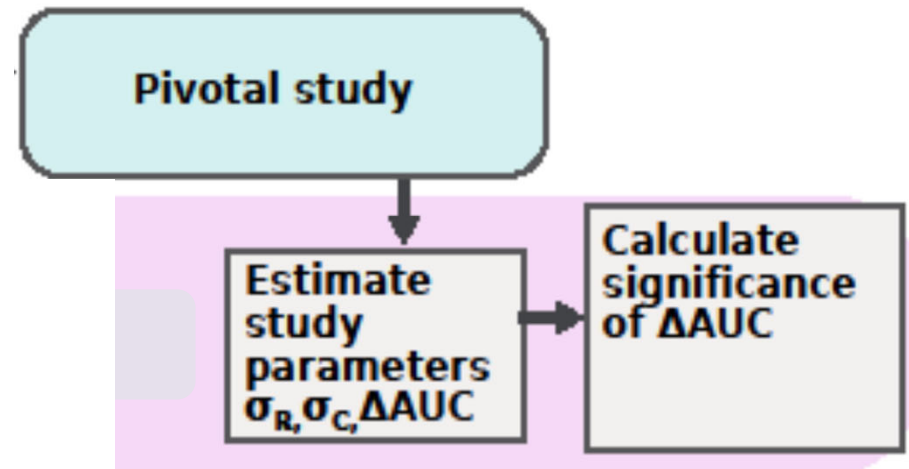 Pivotal study
Estimate
study
parameters
σR,σC,ΔAUC
Calculate
significance
of ΔAUC